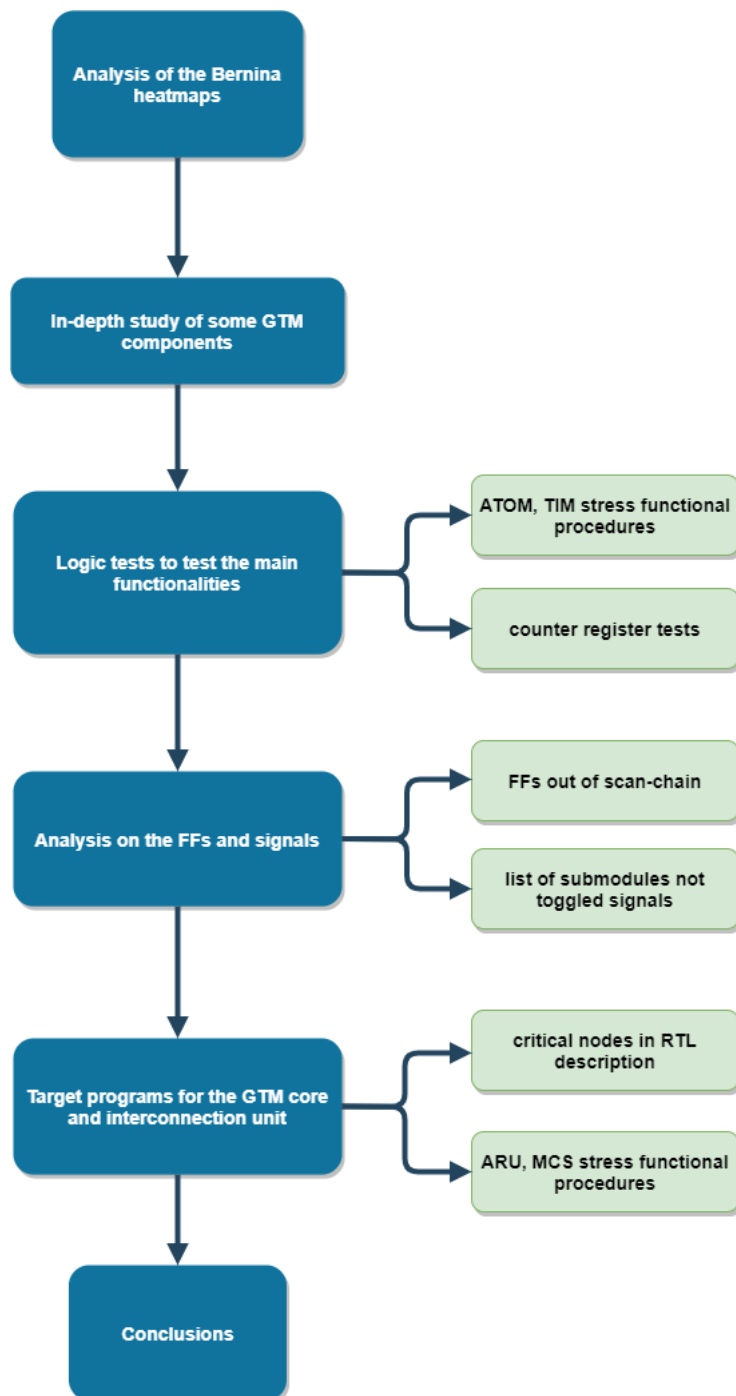 Analysis of the Bernina
heatmaps
In-depth study of some GTM
components
Logic tests to test the main
functionalities
ATOM, TIM stress functional
procedures
counter register tests
Analysis on the FFs and signals
FFs out of scan-chain
list of submodules not
toggled signals
Target programs for the GTM core
and interconnection unit
critical nodes in RTL
description
ARU, MCS stress functional
procedures
Conclusions